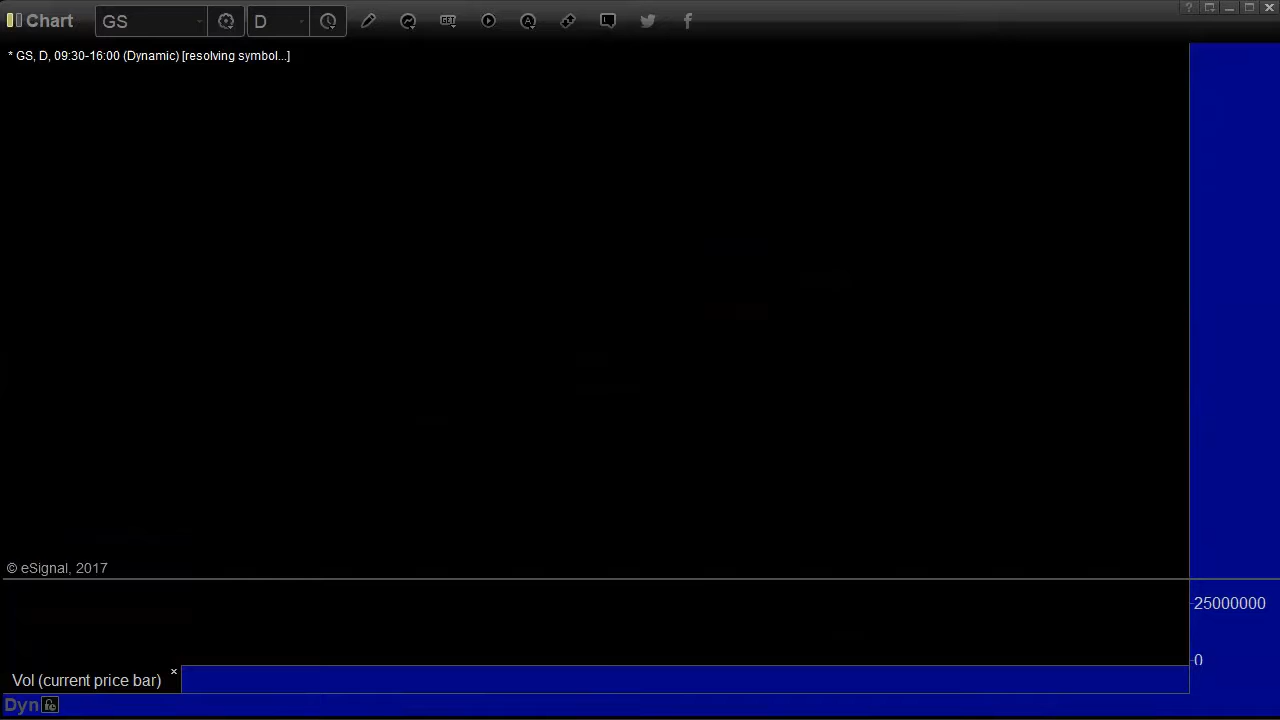 Chart GS D GET A ?
* GS, D, 09:30-16:00 (Dynamic) [resolving symbol...]
© eSignal, 2017
25000000
0
Vol (current price bar) ×
Dyn